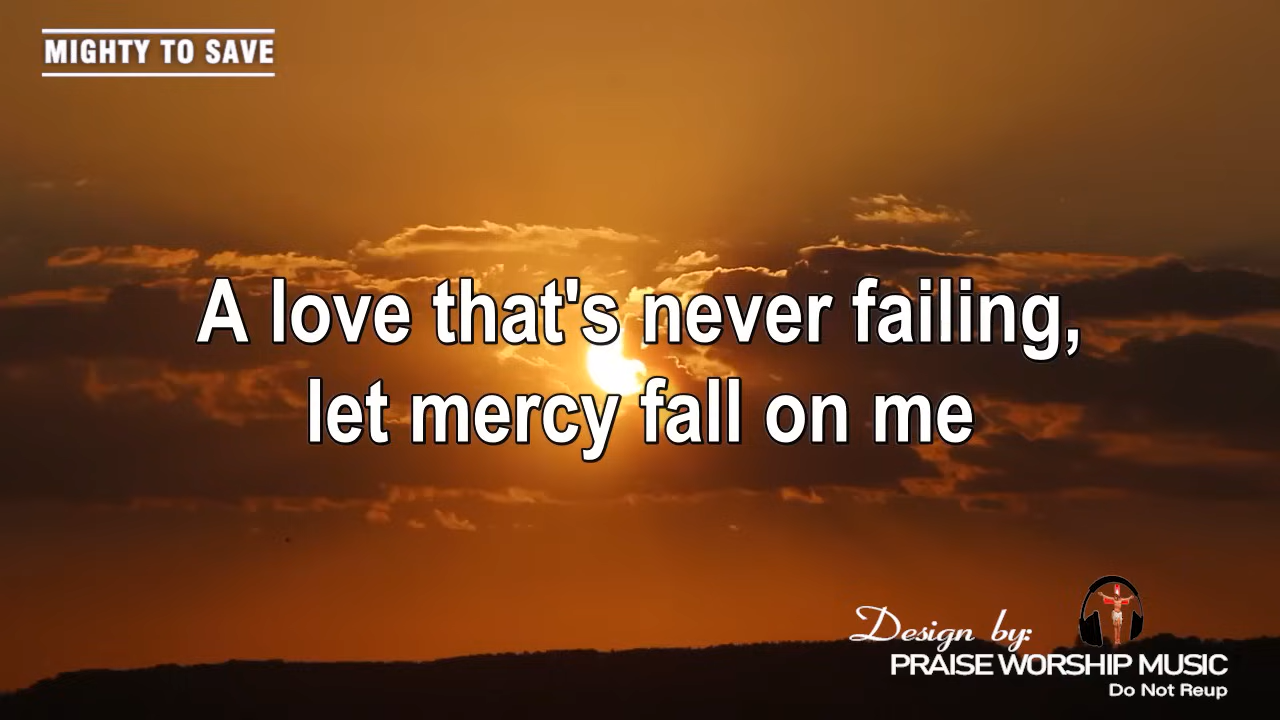 MIGHTY TO SAVE
A love that's never failing,
let mercy fall on me
Design by:
PRAISE WORSHIP MUSIC
Do Not Reup